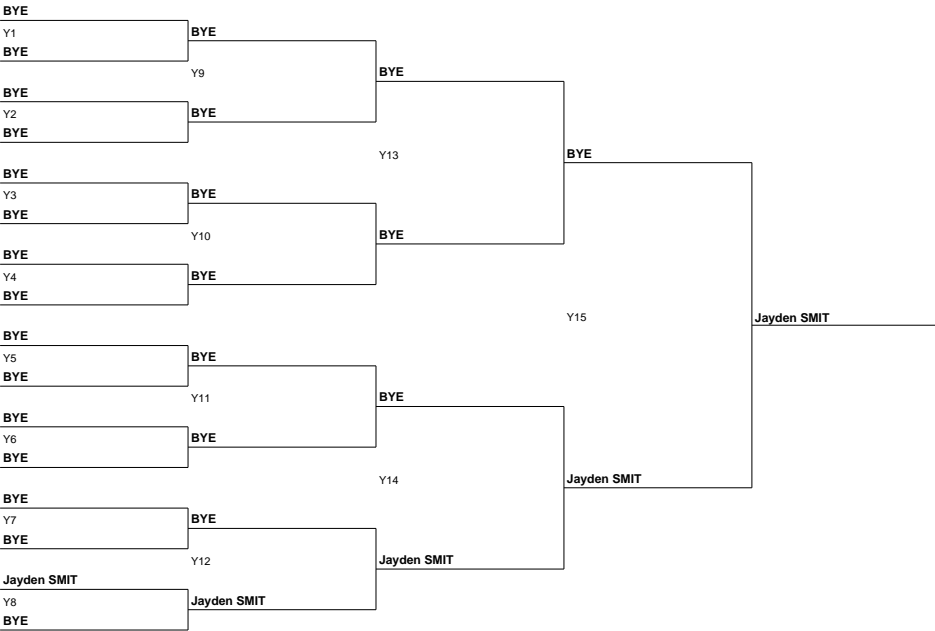 BYE
Y1
BYE
BYE
Y9
BYE
BYE
Y2
BYE
BYE
Y13
BYE
BYE
Y3
BYE
BYE
Y10
BYE
BYE
Y4
BYE
BYE
Y15
Jayden SMIT
BYE
Y5
BYE
BYE
Y11
BYE
BYE
Y6
BYE
BYE
Y14
Jayden SMIT
BYE
Y7
BYE
BYE
Y12
Jayden SMIT
Jayden SMIT
Y8
Jayden SMIT
BYE